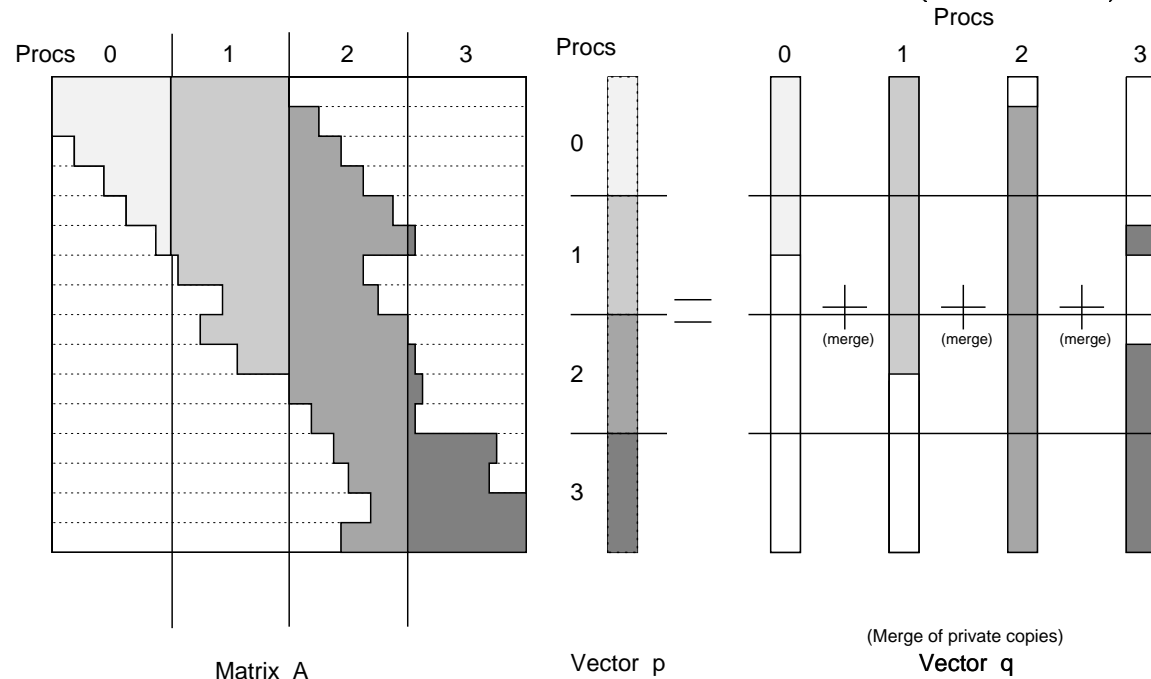 Procs
Procs 0 1 2 3
Procs
0 1 2 3
0
1
2
3
(merge) (merge) (merge)
(Merge of private copies)
Matrix A
Vector p
Vector q